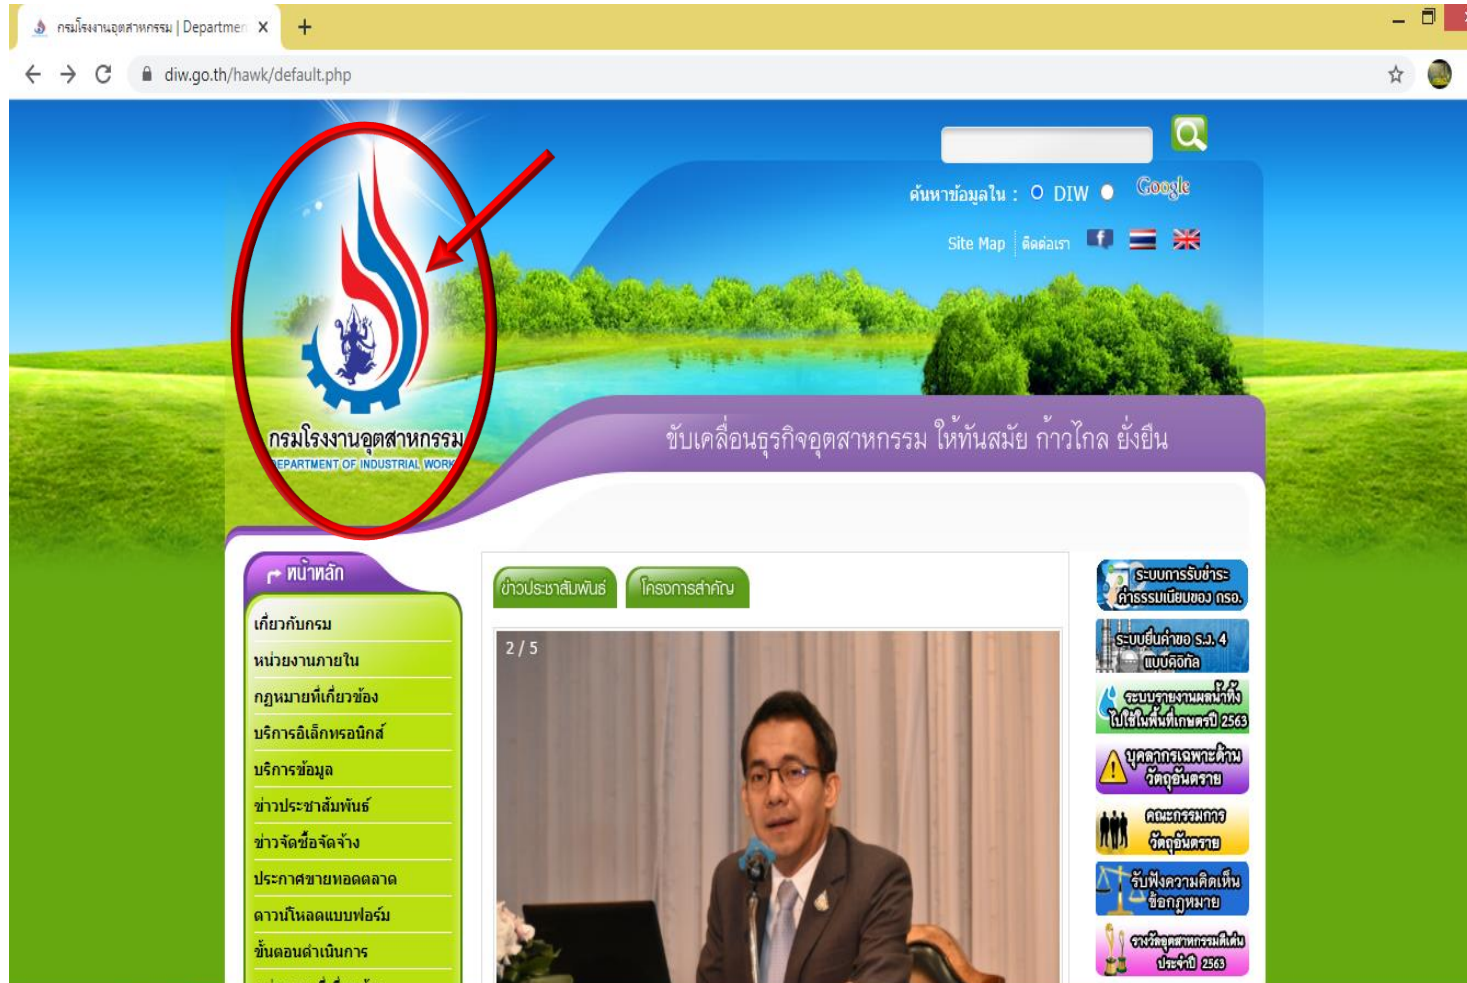 กรมโรงงานอุตสาหกรรม | Departmen
diw.go.th/hawk/default.php
ค้นหาข้อมูลใน : DIW Google
Site Map ติดต่อเรา
กรมโรงงานอุตสาหกรรม
DEPARTMENT OF INDUSTRIAL WORK
ขับเคลื่อนธุรกิจอุตสาหกรรม ให้ทันสมัย ก้าวไกล ยั่งยืน
หน้าหลัก
เกี่ยวกับกรม
หน่วยงานภายใน
กฎหมายที่เกี่ยวข้อง
บริการอิเล็กทรอนิกส์
บริการข้อมูล
ข่าวประชาสัมพันธ์
ข่าวจัดซื้อจัดจ้าง
ประกาศขายทอดตลาด
ดาวน์โหลดแบบฟอร์ม
ขั้นตอนดำเนินการ
ข่าวประชาสัมพันธ์
โครงการสำคัญ
2 / 5
ระบบการรับชำระ
ค่าธรรมเนียมของ กรอ.
ระบบยื่นคำขอ ร.ง. 4
แบบดิจิทัล
ระบบรายงานผลน้ำทิ้ง
ไปใช้ในพื้นที่เกษตรปี 2563
บุคลากรเฉพาะด้าน
วัตถุอันตราย
คณะกรรมการ
วัตถุอันตราย
รับฟังความคิดเห็น
ข้อกฎหมาย
รางวัลอุตสาหกรรมดีเด่น
ประจำปี 2563